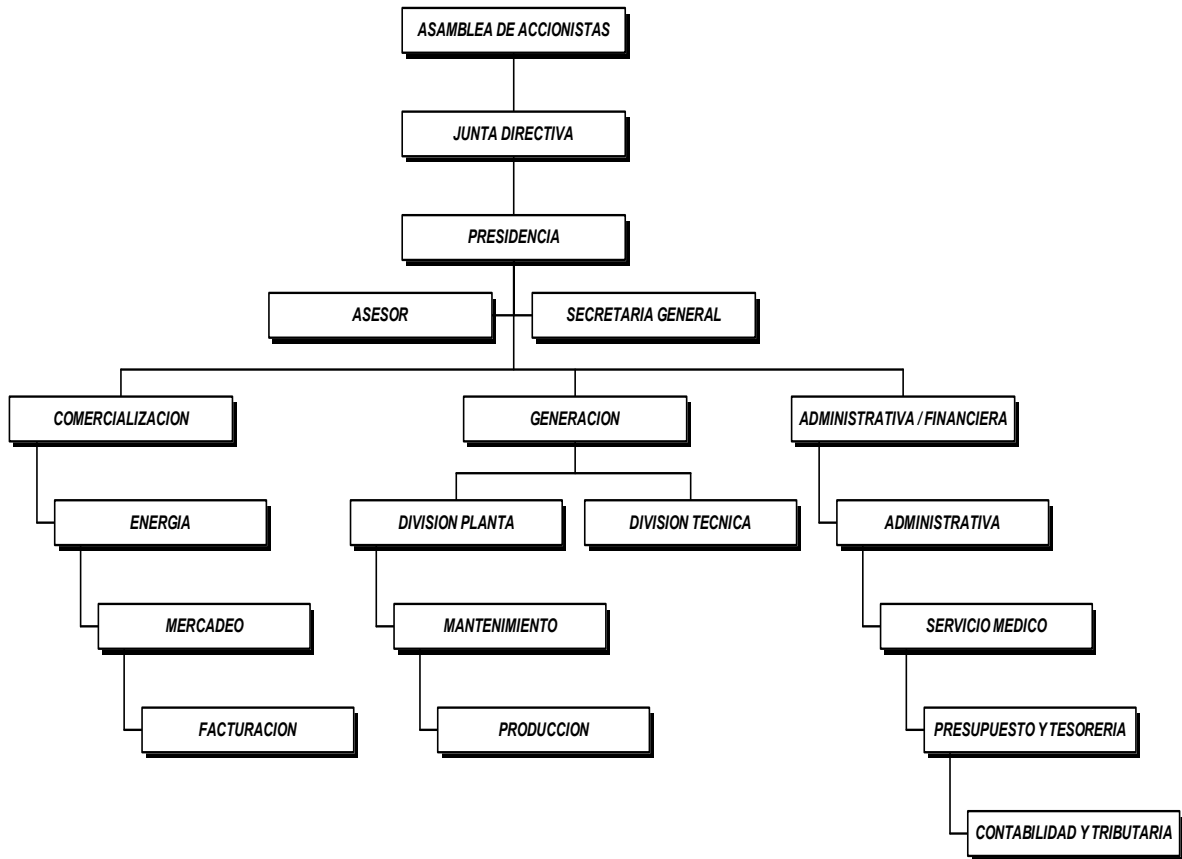 ASAMBLEA DE ACCIONISTAS
JUNTA DIRECTIVA
PRESIDENCIA
ASESOR
SECRETARIA GENERAL
COMERCIALIZACION
GENERACION
ADMINISTRATIVA / FINANCIERA
ENERGIA
DIVISION PLANTA
DIVISION TECNICA
ADMINISTRATIVA
MERCADEO
MANTENIMIENTO
SERVICIO MEDICO
FACTURACION
PRODUCCION
PRESUPUESTO Y TESORERIA
CONTABILIDAD Y TRIBUTARIA